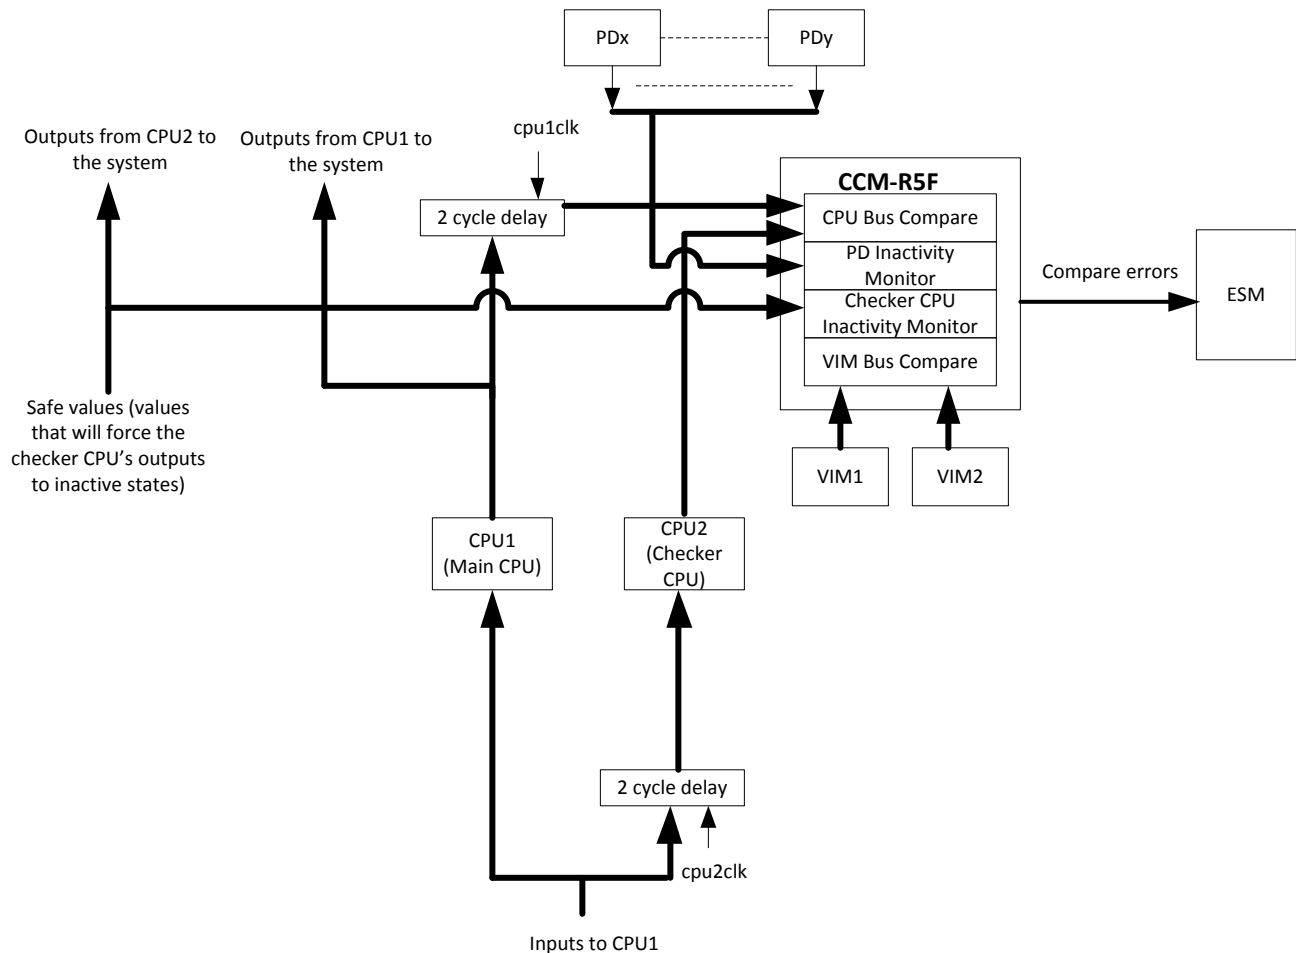 PDx
PDy
Outputs from CPU2 to
the system
Outputs from CPU1 to
the system
cpu1clk
2 cycle delay
CCM-R5F
CPU Bus Compare
PD Inactivity
Monitor
Checker CPU
Inactivity Monitor
VIM Bus Compare
Compare errors
ESM
Safe values (values
that will force the
checker CPU's outputs
to inactive states)
VIM1
VIM2
CPU1
(Main CPU)
CPU2
(Checker
CPU)
2 cycle delay
cpu2clk
Inputs to CPU1